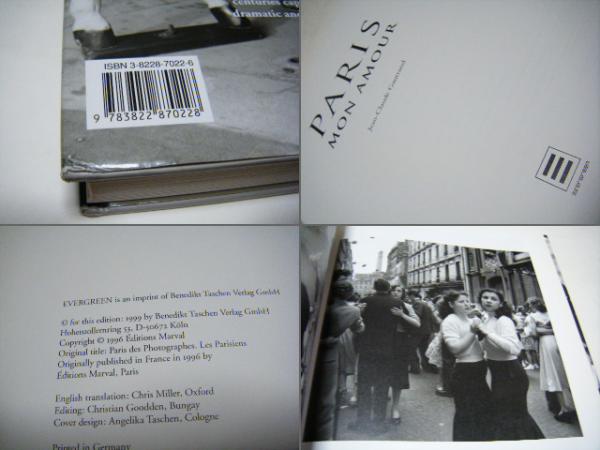 centuries cap
dramatic and
ISBN 3-8228-7022-6
9 783822 870228
PARIS
MON AMOUR
Jean-Claude Gautrand
EVERGREEN
EVERGREEN is an imprint of Benedikt Taschen Verlag GmbH
© for this edition: 1999 by Benedikt Taschen Verlag GmbH
Hohenzollernring 53, D-50672 Köln
Copyright © 1996 Éditions Marval
Original title: Paris des Photographes. Les Parisiens
Originally published in France in 1996 by
Éditions Marval, Paris
English translation: Chris Miller, Oxford
Editing: Christian Goodden, Bungay
Cover design: Angelika Taschen, Cologne
Printed in Germany